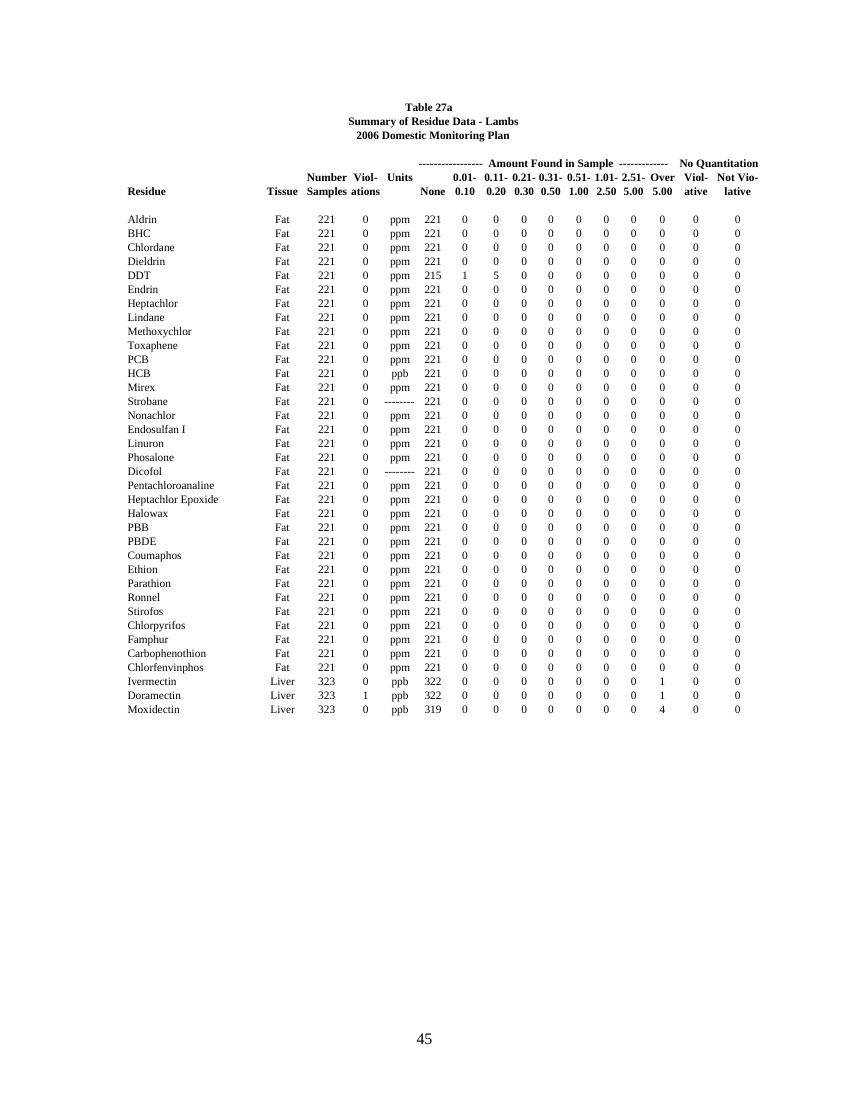 Table 27a
Summary of Residue Data - Lambs
2006 Domestic Monitoring Plan
----------------- Amount Found in Sample ------------- No Quantitation
Number Viol- Units 0.01- 0.11- 0.21- 0.31- 0.51- 1.01- 2.51- Over Viol- Not Vio-
Residue Tissue Samples ations None 0.10 0.20 0.30 0.50 1.00 2.50 5.00 5.00 ative lative
Aldrin Fat 221 0 ppm 221 0 0 0 0 0 0 0 0 0 0
BHC Fat 221 0 ppm 221 0 0 0 0 0 0 0 0 0 0
Chlordane Fat 221 0 ppm 221 0 0 0 0 0 0 0 0 0 0
Dieldrin Fat 221 0 ppm 221 0 0 0 0 0 0 0 0 0 0
DDT Fat 221 0 ppm 215 1 5 0 0 0 0 0 0 0 0
Endrin Fat 221 0 ppm 221 0 0 0 0 0 0 0 0 0 0
Heptachlor Fat 221 0 ppm 221 0 0 0 0 0 0 0 0 0 0
Lindane Fat 221 0 ppm 221 0 0 0 0 0 0 0 0 0 0
Methoxychlor Fat 221 0 ppm 221 0 0 0 0 0 0 0 0 0 0
Toxaphene Fat 221 0 ppm 221 0 0 0 0 0 0 0 0 0 0
PCB Fat 221 0 ppm 221 0 0 0 0 0 0 0 0 0 0
HCB Fat 221 0 ppb 221 0 0 0 0 0 0 0 0 0 0
Mirex Fat 221 0 ppm 221 0 0 0 0 0 0 0 0 0 0
Strobane Fat 221 0 -------- 221 0 0 0 0 0 0 0 0 0 0
Nonachlor Fat 221 0 ppm 221 0 0 0 0 0 0 0 0 0 0
Endosulfan I Fat 221 0 ppm 221 0 0 0 0 0 0 0 0 0 0
Linuron Fat 221 0 ppm 221 0 0 0 0 0 0 0 0 0 0
Phosalone Fat 221 0 ppm 221 0 0 0 0 0 0 0 0 0 0
Dicofol Fat 221 0 -------- 221 0 0 0 0 0 0 0 0 0 0
Pentachloroanaline Fat 221 0 ppm 221 0 0 0 0 0 0 0 0 0 0
Heptachlor Epoxide Fat 221 0 ppm 221 0 0 0 0 0 0 0 0 0 0
Halowax Fat 221 0 ppm 221 0 0 0 0 0 0 0 0 0 0
PBB Fat 221 0 ppm 221 0 0 0 0 0 0 0 0 0 0
PBDE Fat 221 0 ppm 221 0 0 0 0 0 0 0 0 0 0
Coumaphos Fat 221 0 ppm 221 0 0 0 0 0 0 0 0 0 0
Ethion Fat 221 0 ppm 221 0 0 0 0 0 0 0 0 0 0
Parathion Fat 221 0 ppm 221 0 0 0 0 0 0 0 0 0 0
Ronnel Fat 221 0 ppm 221 0 0 0 0 0 0 0 0 0 0
Stirofos Fat 221 0 ppm 221 0 0 0 0 0 0 0 0 0 0
Chlorpyrifos Fat 221 0 ppm 221 0 0 0 0 0 0 0 0 0 0
Famphur Fat 221 0 ppm 221 0 0 0 0 0 0 0 0 0 0
Carbophenothion Fat 221 0 ppm 221 0 0 0 0 0 0 0 0 0 0
Chlorfenvinphos Fat 221 0 ppm 221 0 0 0 0 0 0 0 0 0 0
Ivermectin Liver 323 0 ppb 322 0 0 0 0 0 0 0 1 0 0
Doramectin Liver 323 1 ppb 322 0 0 0 0 0 0 0 1 0 0
Moxidectin Liver 323 0 ppb 319 0 0 0 0 0 0 0 4 0 0
45